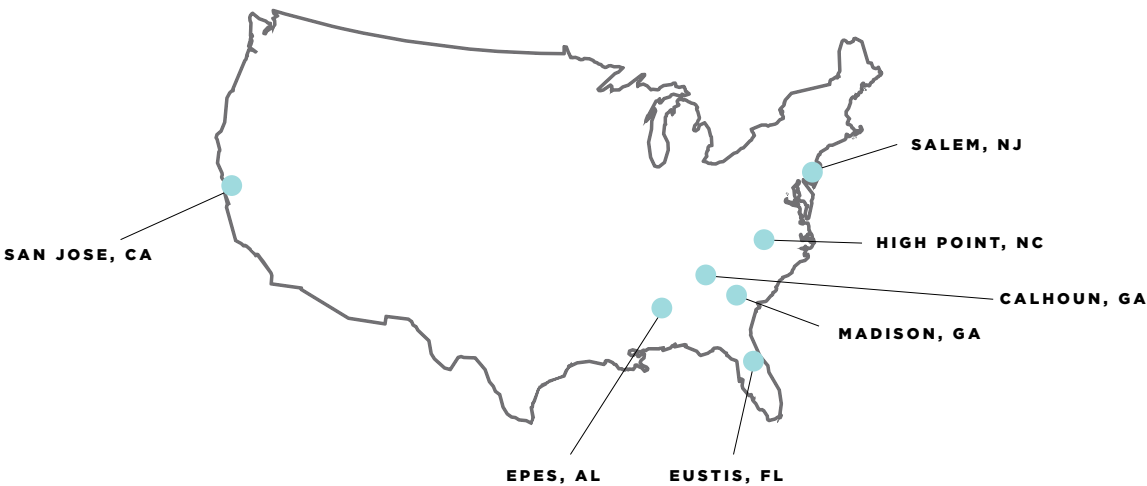 SALEM, NJ
HIGH POINT, NC
SAN JOSE, CA
CALHOUN, GA
MADISON, GA
EPES, AL
EUSTIS, FL